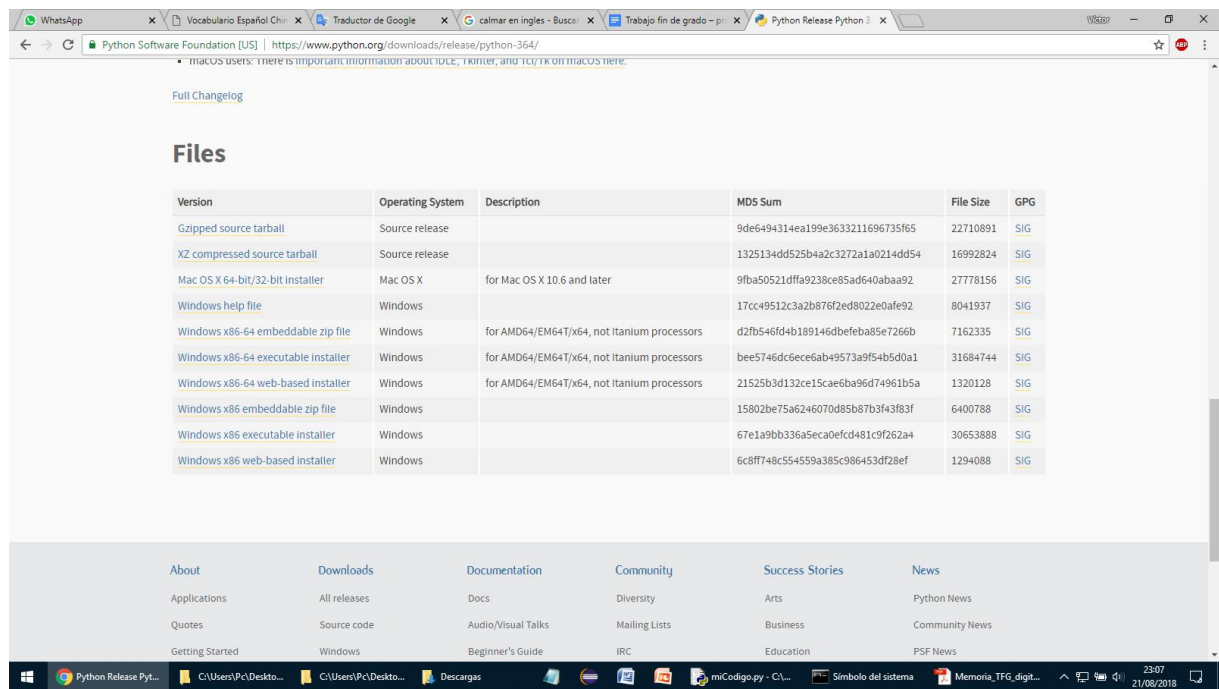 WhatsApp
Vocabulario Español Chin
Traductor de Google
calmar en ingles - Buscar
Trabajo fin de grado – pr
Python Release Python 3.
Víctor
Python Software Foundation [US] | https://www.python.org/downloads/release/python-364/
macOS users: There is important information about IDLE, Tkinter, and Tcl/Tk on macOS here.
Full Changelog
Files
Version Operating System Description MD5 Sum File Size GPG
Gzipped source tarball Source release 9de6494314ea199e3633211696735f65 22710891 SIG
XZ compressed source tarball Source release 1325134dd525b4a2c3272a1a0214dd54 16992824 SIG
Mac OS X 64-bit/32-bit installer Mac OS X for Mac OS X 10.6 and later 9fba50521dffa9238ce85ad640abaa92 27778156 SIG
Windows help file Windows 17cc49512c3a2b876f2ed8022e0afe92 8041937 SIG
Windows x86-64 embeddable zip file Windows for AMD64/EM64T/x64, not Itanium processors d2fb546fd4b189146dbefeba85e7266b 7162335 SIG
Windows x86-64 executable installer Windows for AMD64/EM64T/x64, not Itanium processors bee5746dc6ece6ab49573a9f54b5d0a1 31684744 SIG
Windows x86-64 web-based installer Windows for AMD64/EM64T/x64, not Itanium processors 21525b3d132ce15cae6ba96d74961b5a 1320128 SIG
Windows x86 embeddable zip file Windows 15802be75a6246070d85b87b3f43f83f 6400788 SIG
Windows x86 executable installer Windows 67e1a9bb336a5eca0efcd481c9f262a4 30653888 SIG
Windows x86 web-based installer Windows 6c8ff748c554559a385c986453df28ef 1294088 SIG
About Downloads Documentation Community Success Stories News
Applications All releases Docs Diversity Arts Python News
Quotes Source code Audio/Visual Talks Mailing Lists Business Community News
Getting Started Windows Beginner's Guide IRC Education PSF News
Python Release Pyt...
C:\Users\Pc\Deskto...
C:\Users\Pc\Deskto...
Descargas
miCodigo.py - C:\...
Símbolo del sistema
Memoria_TFG_digit...
23:07
21/08/2018